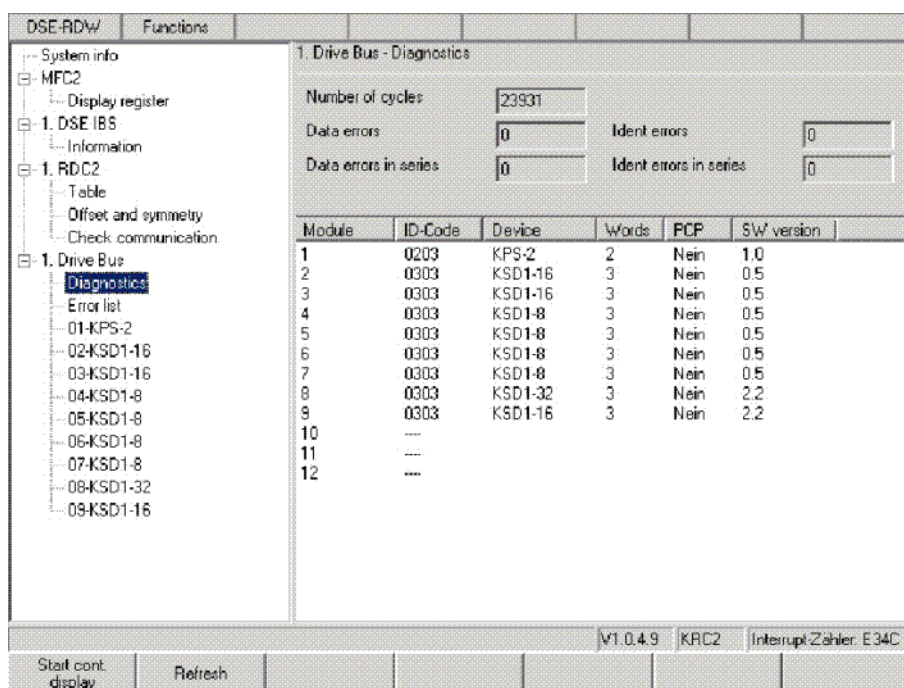 DSE-RDW Functions
System info
MFC2
Display register
1. DSE IBS
Information
1. RDC2
Table
Offset and symmetry
Check communication
1. Drive Bus
Diagnostics
Error list
01-KPS-2
02-KSD1-16
03-KSD1-16
04-KSD1-8
05-KSD1-8
06-KSD1-8
07-KSD1-8
08-KSD1-32
09-KSD1-16
1. Drive Bus - Diagnostics
Number of cycles 23931
Data errors 0 Ident errors 0
Data errors in series 0 Ident errors in series 0
Module ID-Code Device Words PCP SW version
1 0203 KPS-2 2 Nein 1.0
2 0303 KSD1-16 3 Nein 0.5
3 0303 KSD1-16 3 Nein 0.5
4 0303 KSD1-8 3 Nein 0.5
5 0303 KSD1-8 3 Nein 0.5
6 0303 KSD1-8 3 Nein 0.5
7 0303 KSD1-8 3 Nein 0.5
8 0303 KSD1-32 3 Nein 2.2
9 0303 KSD1-16 3 Nein 2.2
10 ----
11 ----
12 ----
V1.0.4.9 KRC2 Interrupt-Zähler: E34C
Start cont.
display
Refresh